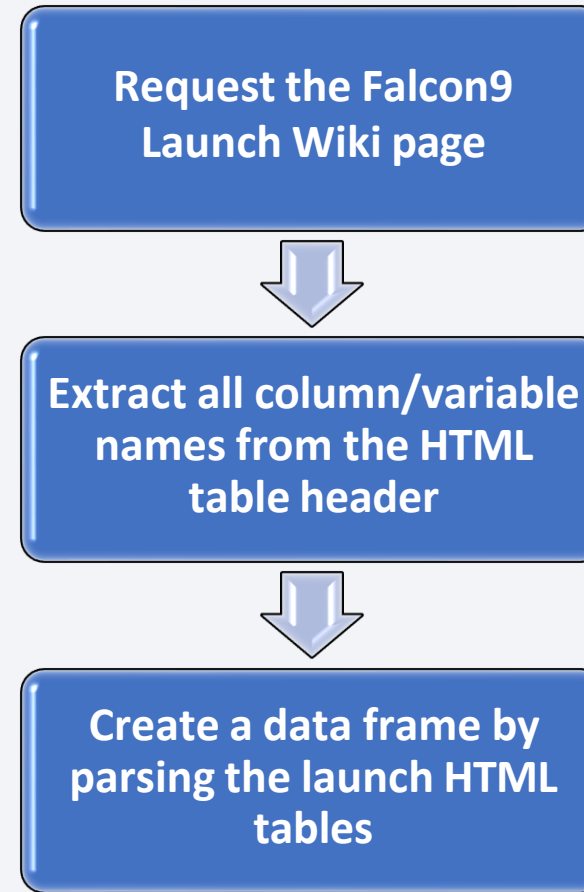 Request the Falcon9
Launch Wiki page
Extract all column/variable
names from the HTML
table header
Create a data frame by
parsing the launch HTML
tables